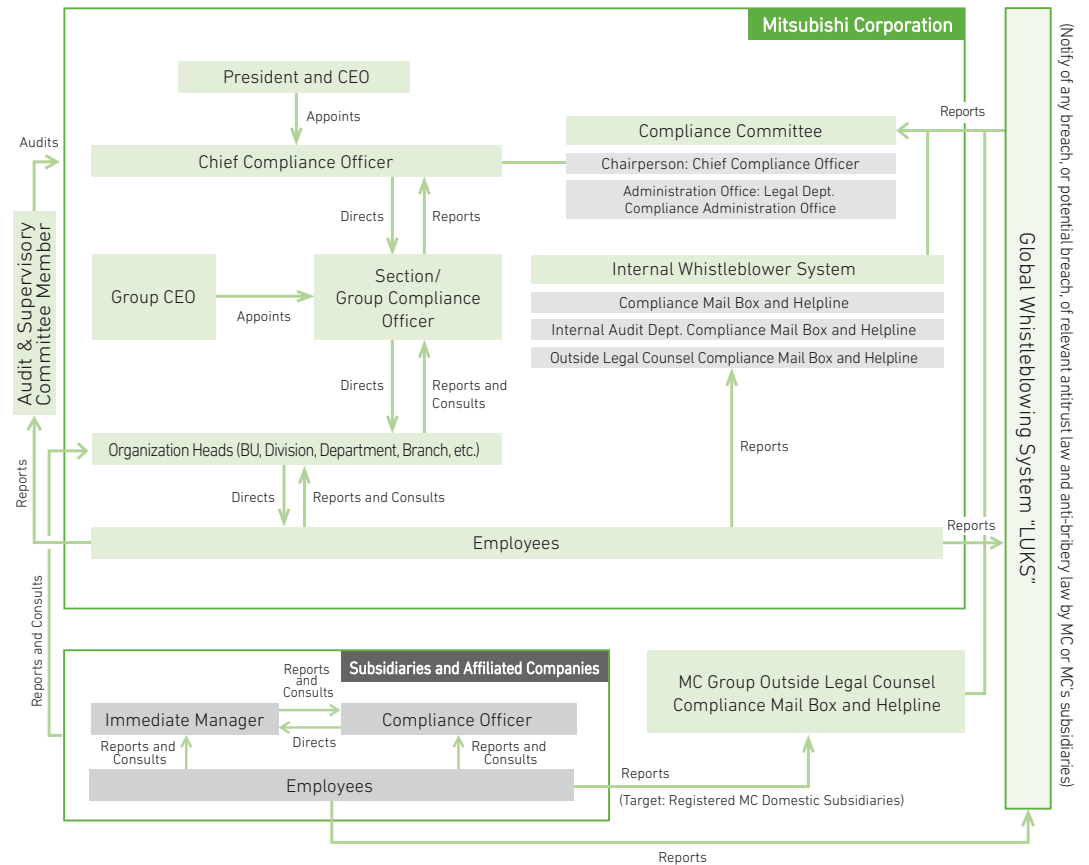 Mitsubishi Corporation
President and CEO
Appoints
Reports
Compliance Committee
Audits
Chief Compliance Officer
Chairperson: Chief Compliance Officer
Administration Office: Legal Dept.
Compliance Administration Office
Directs
Reports
Audit & Supervisory
Committee Member
Group CEO
Appoints
Section/
Group Compliance
Officer
Internal Whistleblower System
Compliance Mail Box and Helpline
Internal Audit Dept. Compliance Mail Box and Helpline
Outside Legal Counsel Compliance Mail Box and Helpline
Directs
Reports and
Consults
Organization Heads (BU, Division, Department, Branch, etc.)
Reports
Reports
Directs
Reports and Consults
Employees
Reports
Global Whistleblowing System "LUKS"
(Notify of any breach, or potential breach, of relevant antitrust law and anti-bribery law by MC or MC's subsidiaries)
Reports and Consults
Subsidiaries and Affiliated Companies
Reports
and
Consults
Immediate Manager
Compliance Officer
Directs
Reports and
Consults
Reports and
Consults
Employees
MC Group Outside Legal Counsel
Compliance Mail Box and Helpline
Reports
(Target: Registered MC Domestic Subsidiaries)
Reports